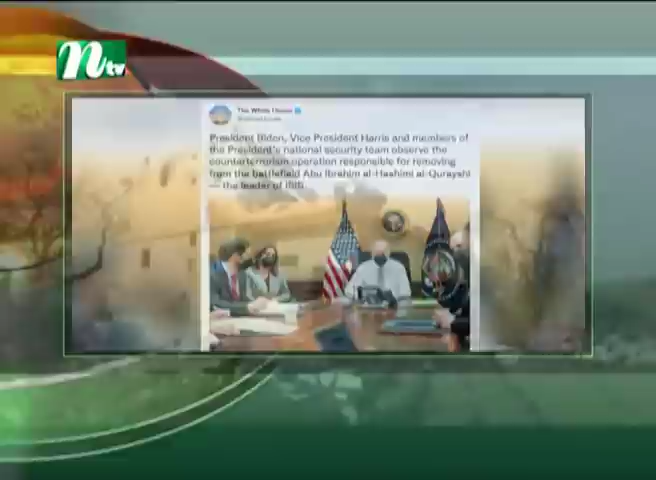 ntv
The White House
President Biden, Vice President Harris and members of
the President's national security team observe the
counterterrorism operation responsible for removing
from the battlefield Abu Ibrahim al-Hashimi al-Qurayshi
— the leader of ISIS.